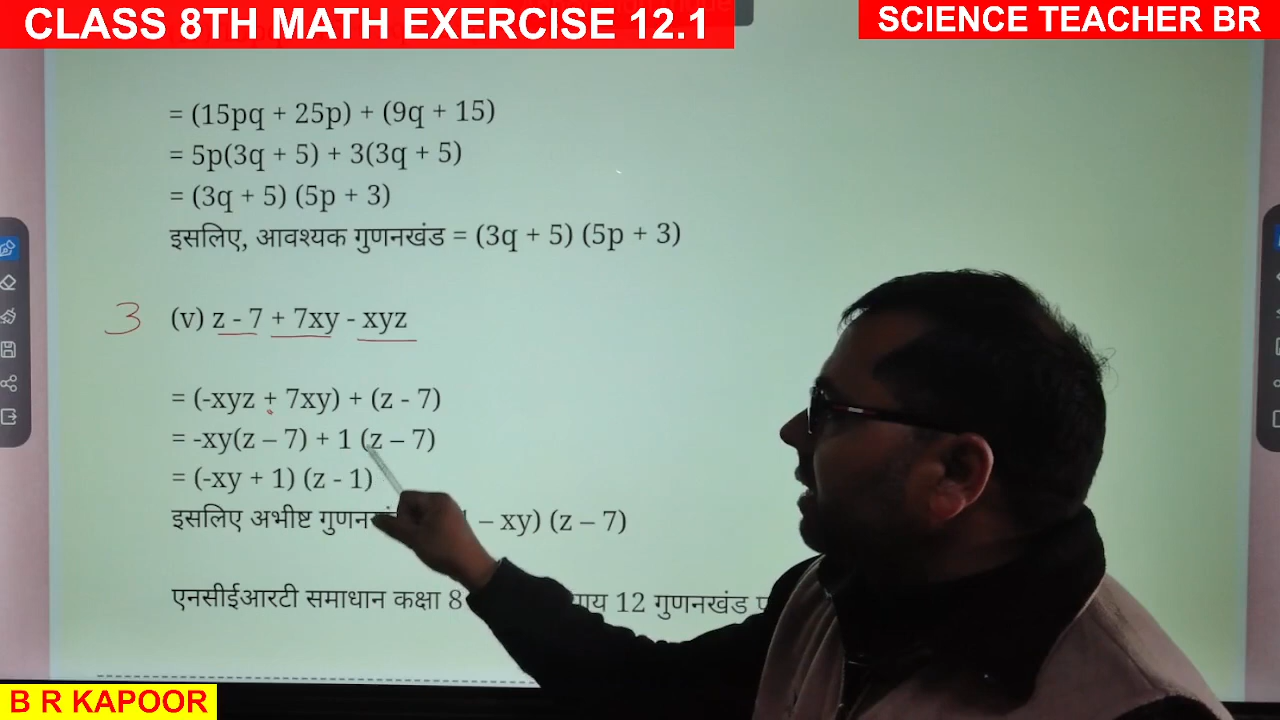 CLASS 8TH MATH EXERCISE 12.1
SCIENCE TEACHER BR
= (15pq + 25p) + (9q + 15)
= 5p(3q + 5) + 3(3q + 5)
= (3q + 5) (5p + 3)
इसलिए, आवश्यक गुणनखंड = (3q + 5) (5p + 3)
3 (v) z - 7 + 7xy - xyz
= (-xyz + 7xy) + (z - 7)
= -xy(z – 7) + 1 (z – 7)
= (-xy + 1) (z - 1)
इसलिए अभीष्ट – xy) (z – 7)
एनसीईआरटी समाधान कक्षा 8 12 गुणनखंड
B R KAPOOR